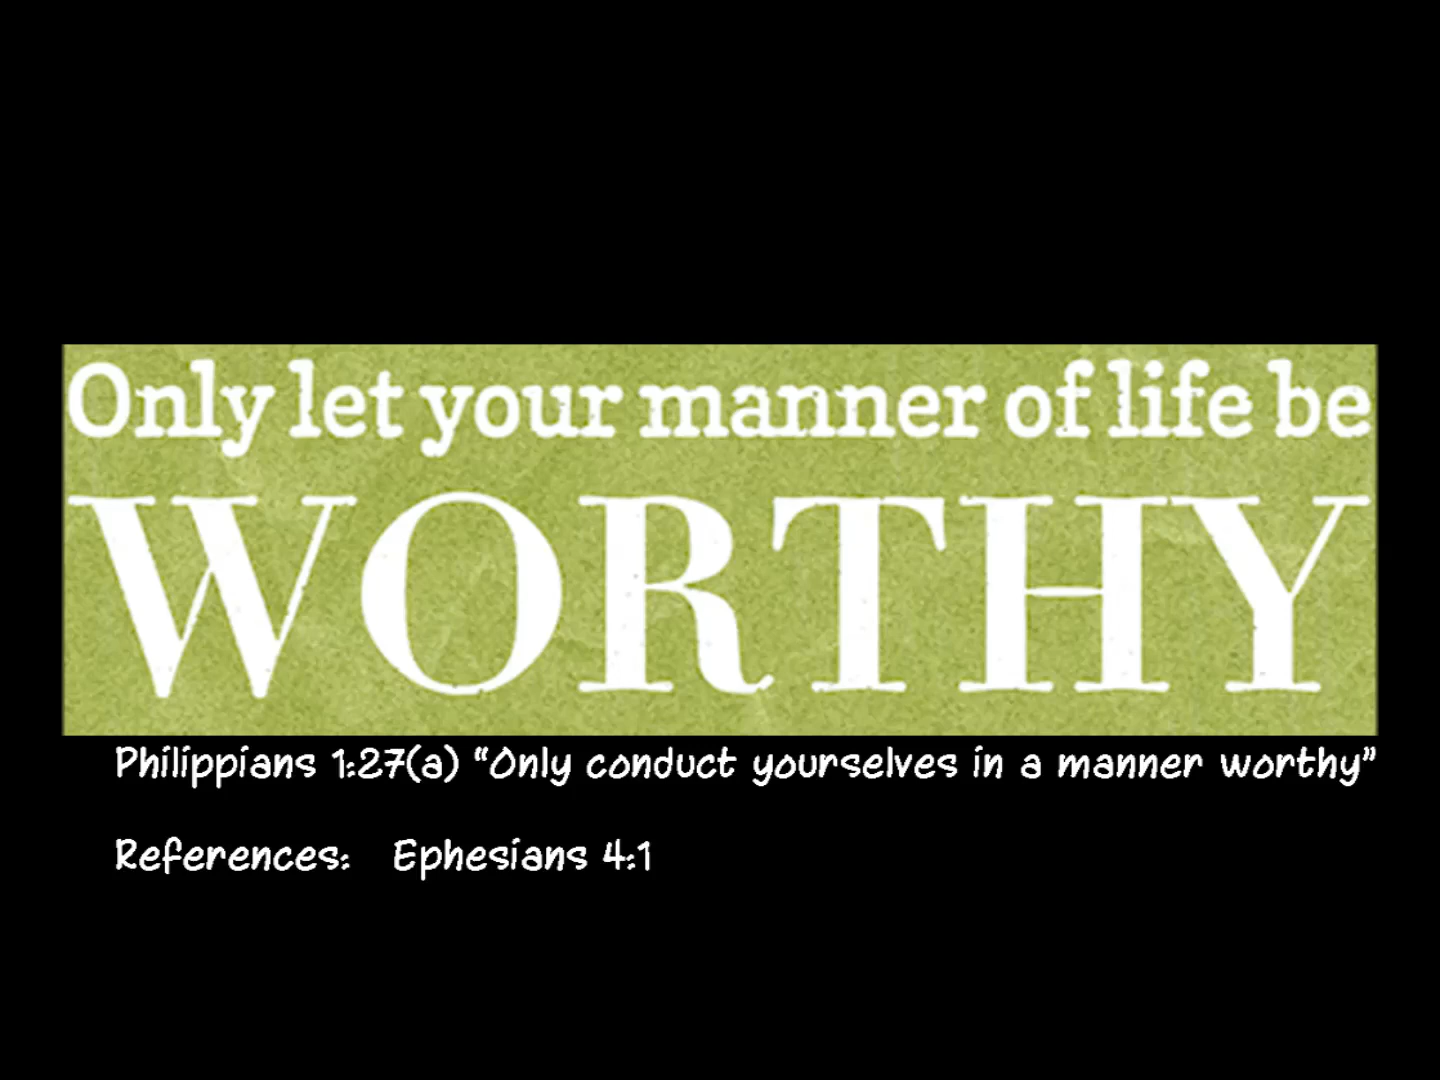 Only let your manner of life be
WORTHY
Philippians 1:27(a) “Only conduct yourselves in a manner worthy”
References: Ephesians 4:1